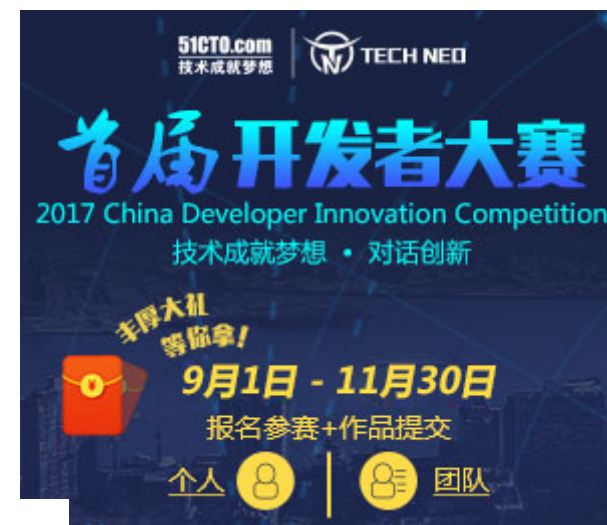 51CTO.com
技术成就梦想
TECH NEO
首届开发者大赛
2017 China Developer Innovation Competition
技术成就梦想 · 对话创新
丰厚大礼
等你拿!
9月1日 - 11月30日
报名参赛+作品提交
个人
团队